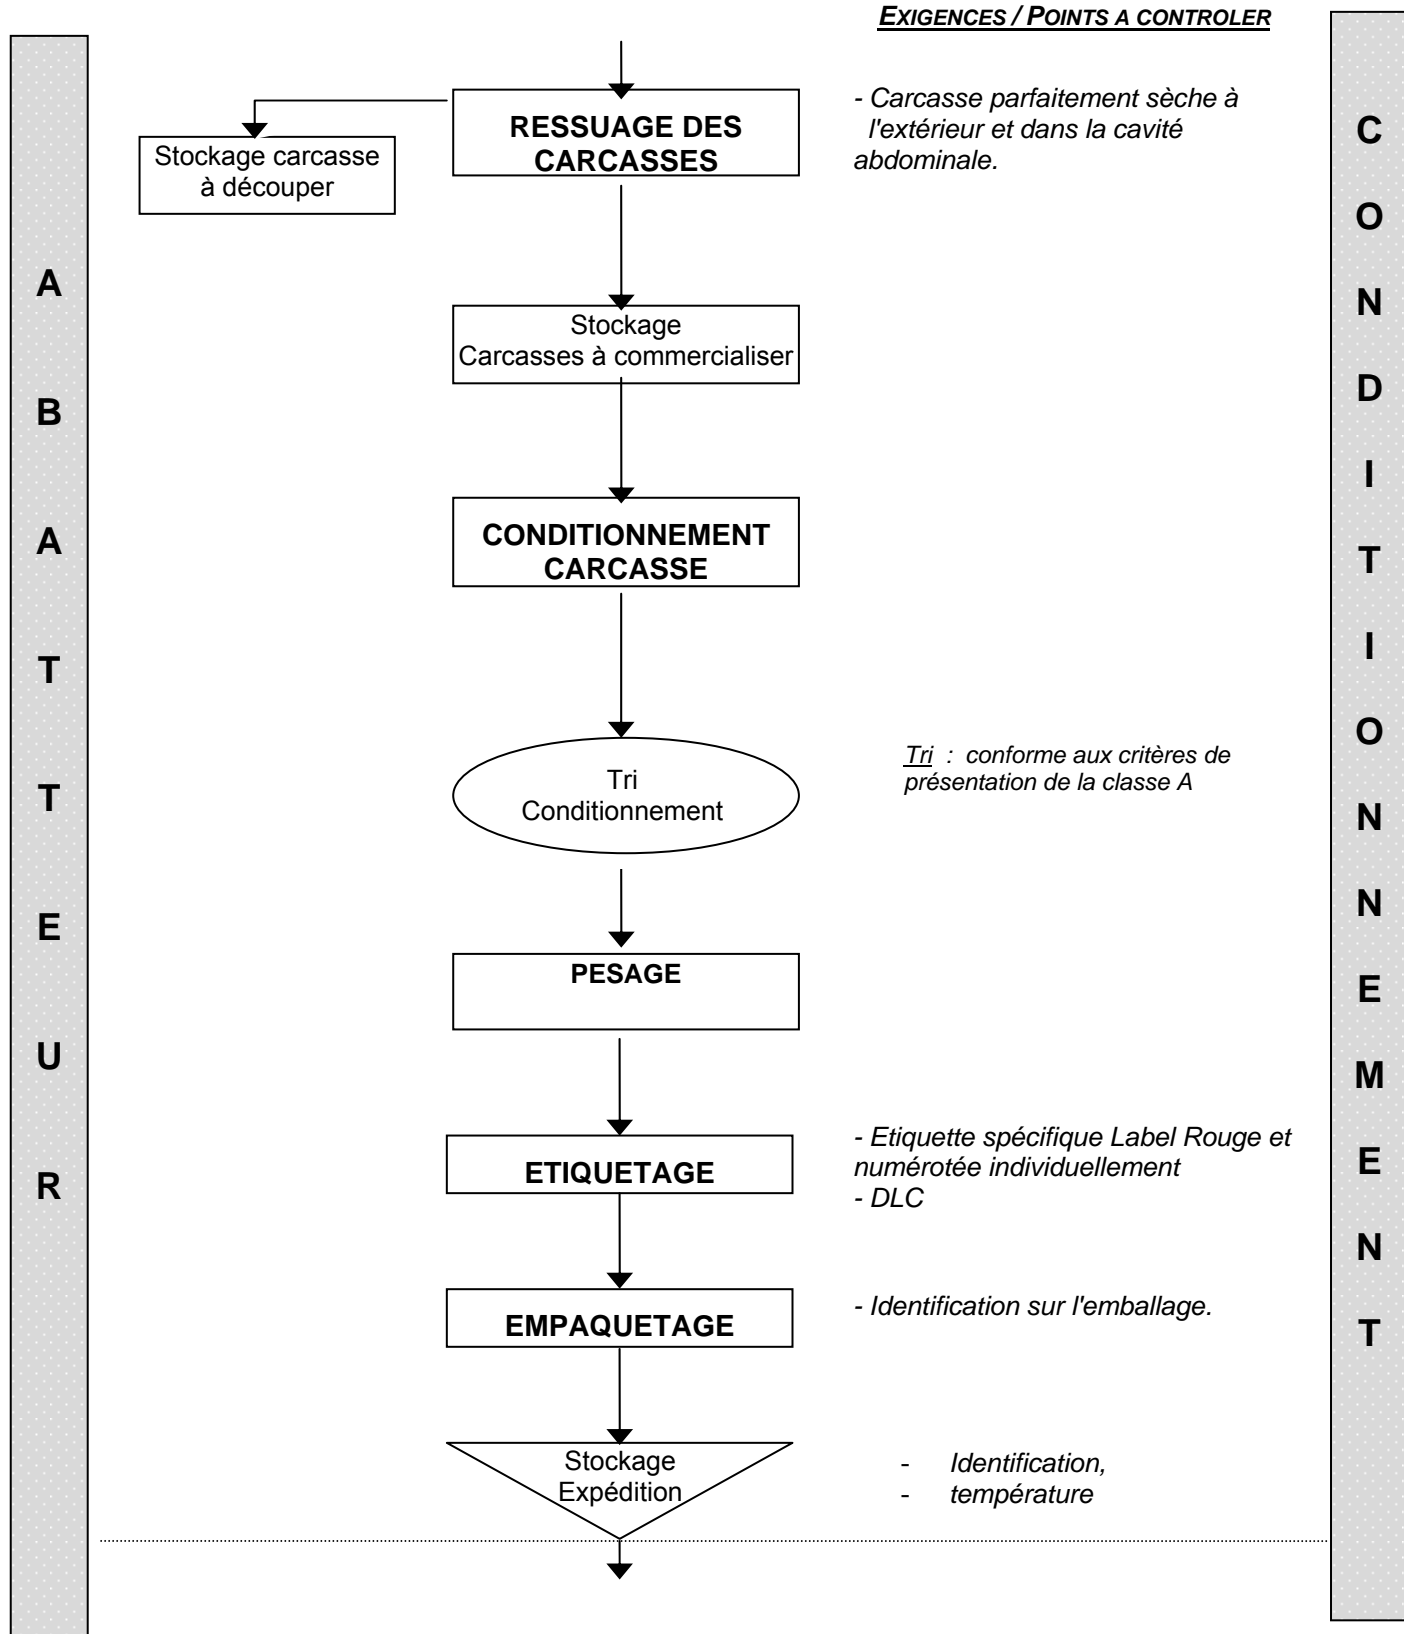 EXIGENCES / POINTS A CONTROLER
RESSUAGE DES
CARCASSES
- Carcasse parfaitement sèche à
l'extérieur et dans la cavité
abdominale.
Stockage carcasse
à découper
Stockage
Carcasses à commercialiser
CONDITIONNEMENT
CARCASSE
Tri
Conditionnement
Tri : conforme aux critères de
présentation de la classe A
PESAGE
ETIQUETAGE
- Etiquette spécifique Label Rouge et
numérotée individuellement
- DLC
EMPAQUETAGE
- Identification sur l'emballage.
Stockage
Expédition
- Identification,
- température
A
B
A
T
T
E
U
R
C
O
N
D
I
T
I
O
N
N
E
M
E
N
T